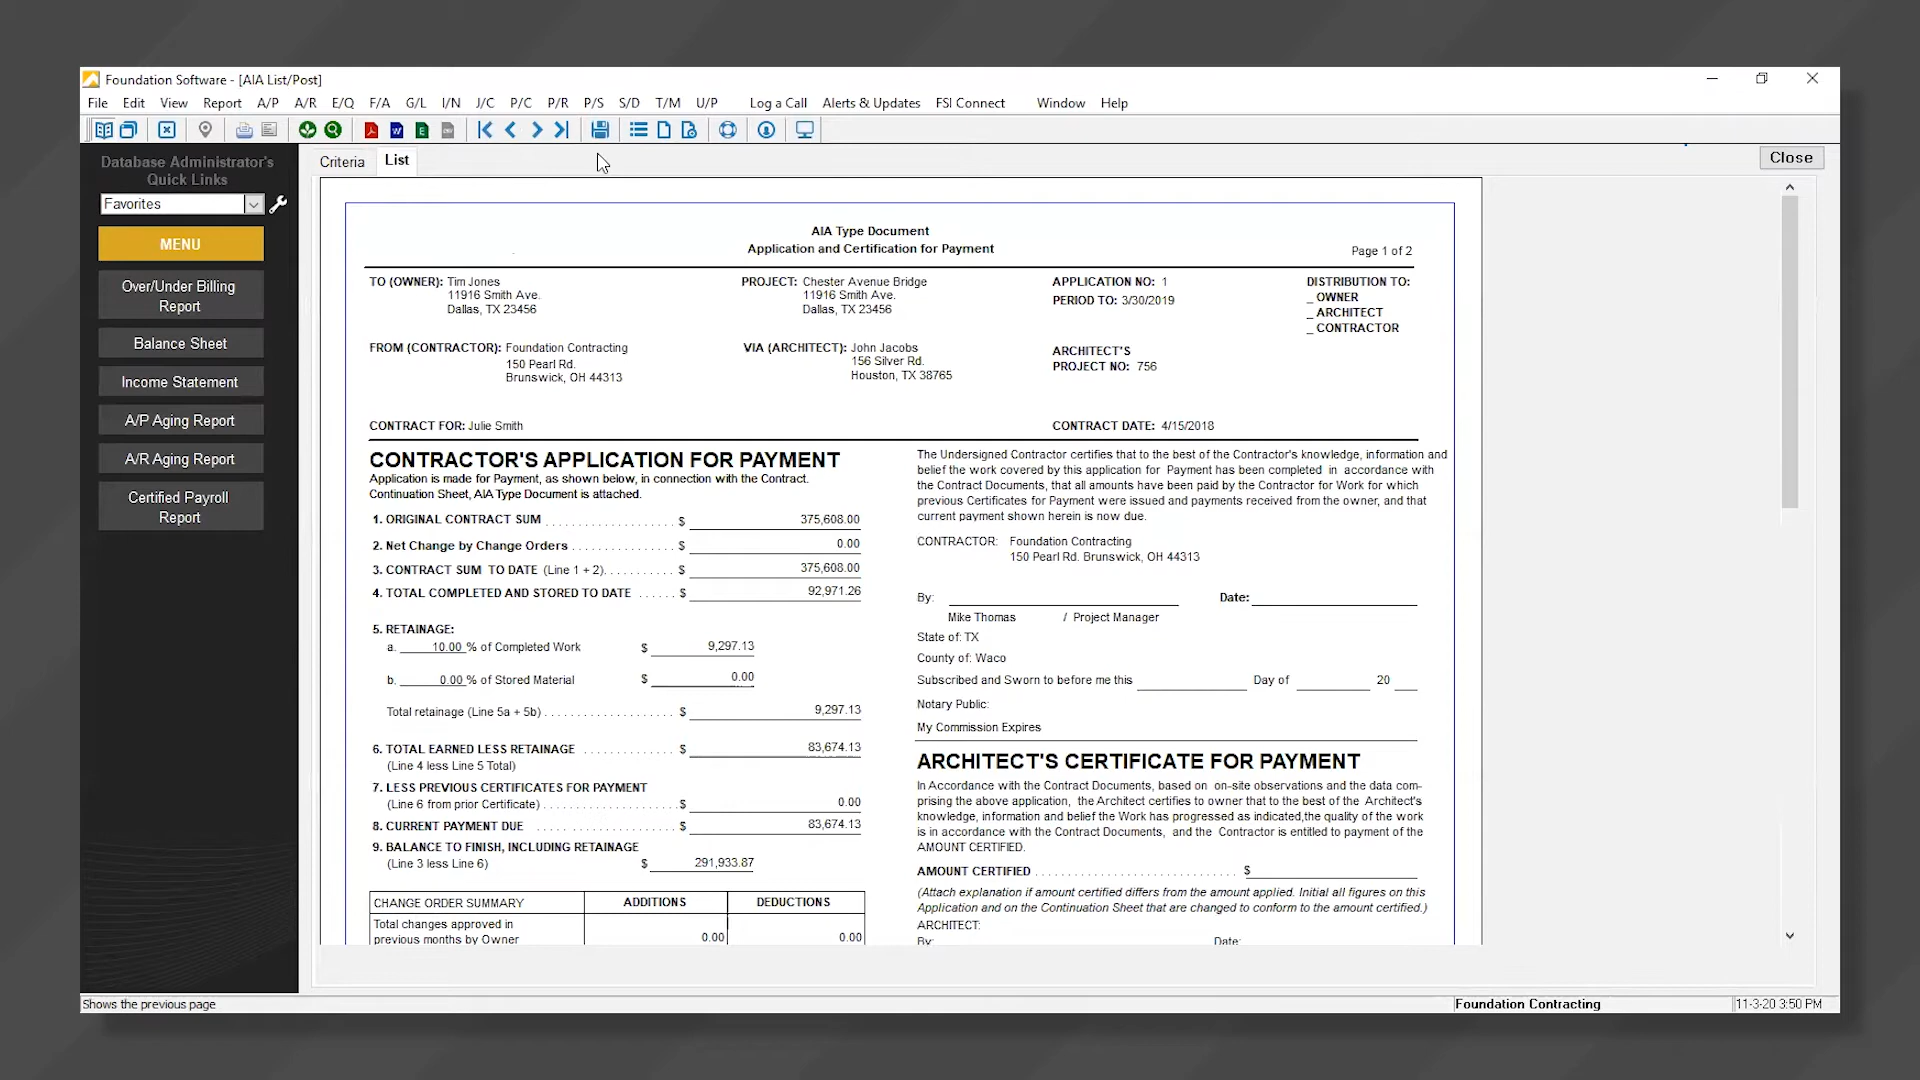 Foundation Software - [AIA List/Post]
File Edit View Report A/P A/R E/Q F/A G/L I/N J/C P/C P/R P/S S/D T/M U/P Log a Call Alerts & Updates FSI Connect Window Help
Database Administrator's
Quick Links
Favorites
MENU
Over/Under Billing
Report
Balance Sheet
Income Statement
A/P Aging Report
A/R Aging Report
Certified Payroll
Report
Criteria List
Close
AIA Type Document
Application and Certification for Payment
Page 1 of 2
TO (OWNER): Tim Jones
11916 Smith Ave.
Dallas, TX 23456
PROJECT: Chester Avenue Bridge
11916 Smith Ave.
Dallas, TX 23456
APPLICATION NO: 1
PERIOD TO: 3/30/2019
DISTRIBUTION TO:
_ OWNER
_ ARCHITECT
_ CONTRACTOR
FROM (CONTRACTOR): Foundation Contracting
150 Pearl Rd.
Brunswick, OH 44313
VIA (ARCHITECT): John Jacobs
156 Silver Rd.
Houston, TX 38765
ARCHITECT'S
PROJECT NO: 756
CONTRACT FOR: Julie Smith
CONTRACT DATE: 4/15/2018
CONTRACTOR'S APPLICATION FOR PAYMENT
Application is made for Payment, as shown below, in connection with the Contract.
Continuation Sheet, AIA Type Document is attached.
1. ORIGINAL CONTRACT SUM . . . . . . . . . . . . . . . . . . . . $ 375,608.00
2. Net Change by Change Orders . . . . . . . . . . . . . . . . $ 0.00
3. CONTRACT SUM TO DATE (Line 1 + 2). . . . . . . . . . . $ 375,608.00
4. TOTAL COMPLETED AND STORED TO DATE . . . . . . $ 92,971.26
5. RETAINAGE:
a. 10.00 % of Completed Work $ 9,297.13
b. 0.00 % of Stored Material $ 0.00
Total retainage (Line 5a + 5b) . . . . . . . . . . . . . . . . . . . . $ 9,297.13
6. TOTAL EARNED LESS RETAINAGE . . . . . . . . . . . . . . $ 83,674.13
(Line 4 less Line 5 Total)
7. LESS PREVIOUS CERTIFICATES FOR PAYMENT
(Line 6 from prior Certificate) . . . . . . . . . . . . . . . . . . . . $ 0.00
8. CURRENT PAYMENT DUE . . . . . . . . . . . . . . . . . . . . . $ 83,674.13
9. BALANCE TO FINISH, INCLUDING RETAINAGE
(Line 3 less Line 6) $ 291,933.87
CHANGE ORDER SUMMARY ADDITIONS DEDUCTIONS
Total changes approved in
previous months by Owner 0.00 0.00
The Undersigned Contractor certifies that to the best of the Contractor's knowledge, information and
belief the work covered by this application for Payment has been completed in accordance with
the Contract Documents, that all amounts have been paid by the Contractor for Work for which
previous Certificates for Payment were issued and payments received from the owner, and that
current payment shown herein is now due.
CONTRACTOR: Foundation Contracting
150 Pearl Rd. Brunswick, OH 44313
By: Date:
Mike Thomas / Project Manager
State of: TX
County of: Waco
Subscribed and Sworn to before me this Day of 20
Notary Public:
My Commission Expires
ARCHITECT'S CERTIFICATE FOR PAYMENT
In Accordance with the Contract Documents, based on on-site observations and the data com-
prising the above application, the Architect certifies to owner that to the best of the Architect's
knowledge, information and belief the Work has progressed as indicated,the quality of the work
is in accordance with the Contract Documents, and the Contractor is entitled to payment of the
AMOUNT CERTIFIED.
AMOUNT CERTIFIED . . . . . . . . . . . . . . . . . . . . . . . . . . . . . . $
(Attach explanation if amount certified differs from the amount applied. Initial all figures on this
Application and on the Continuation Sheet that are changed to conform to the amount certified.)
ARCHITECT:
By: Date:
Shows the previous page
Foundation Contracting
11-3-20 3:50 PM